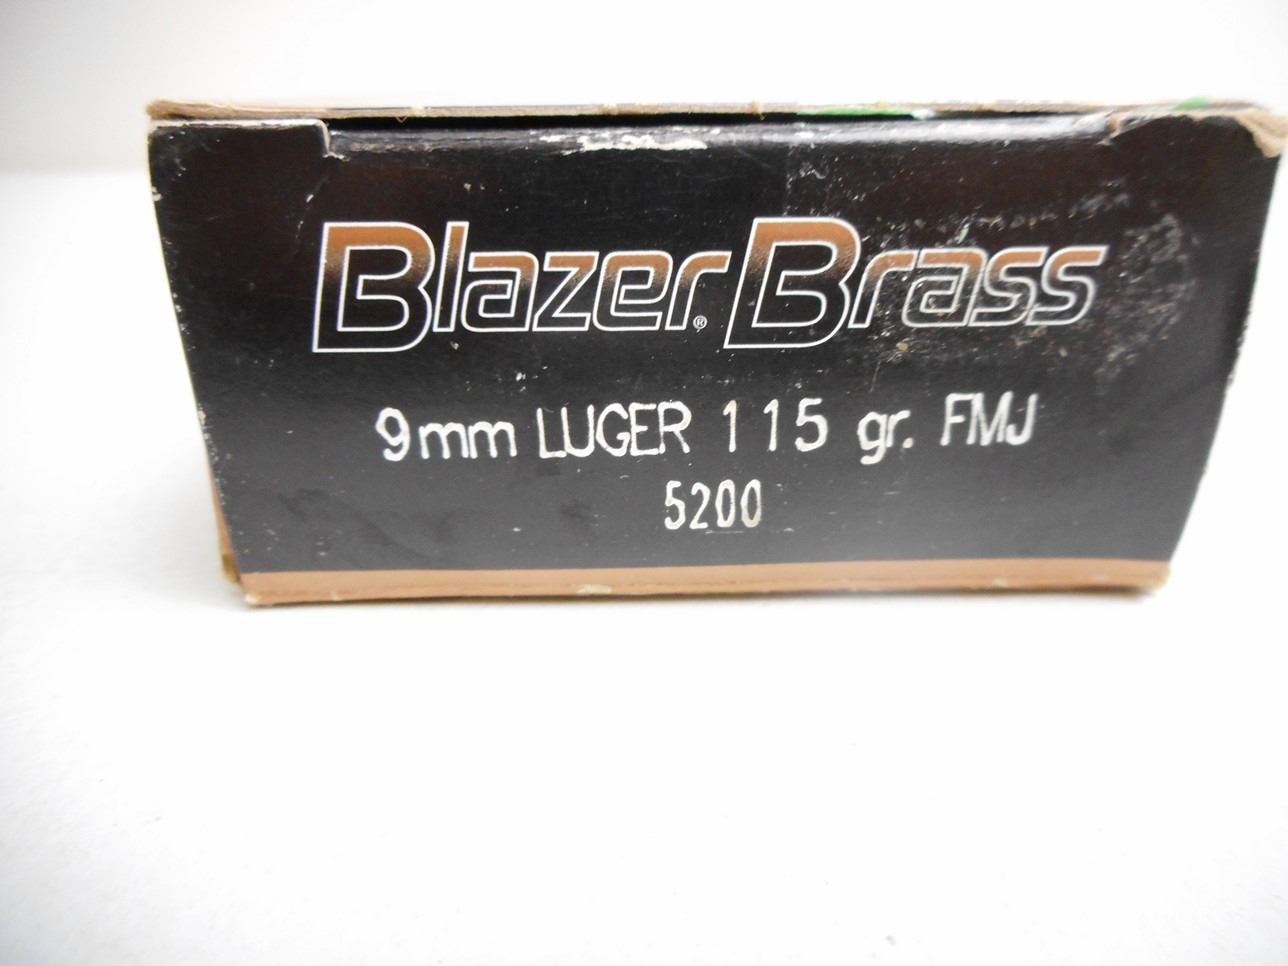 Blazer® Brass
9mm LUGER 115 gr. FMJ
5200